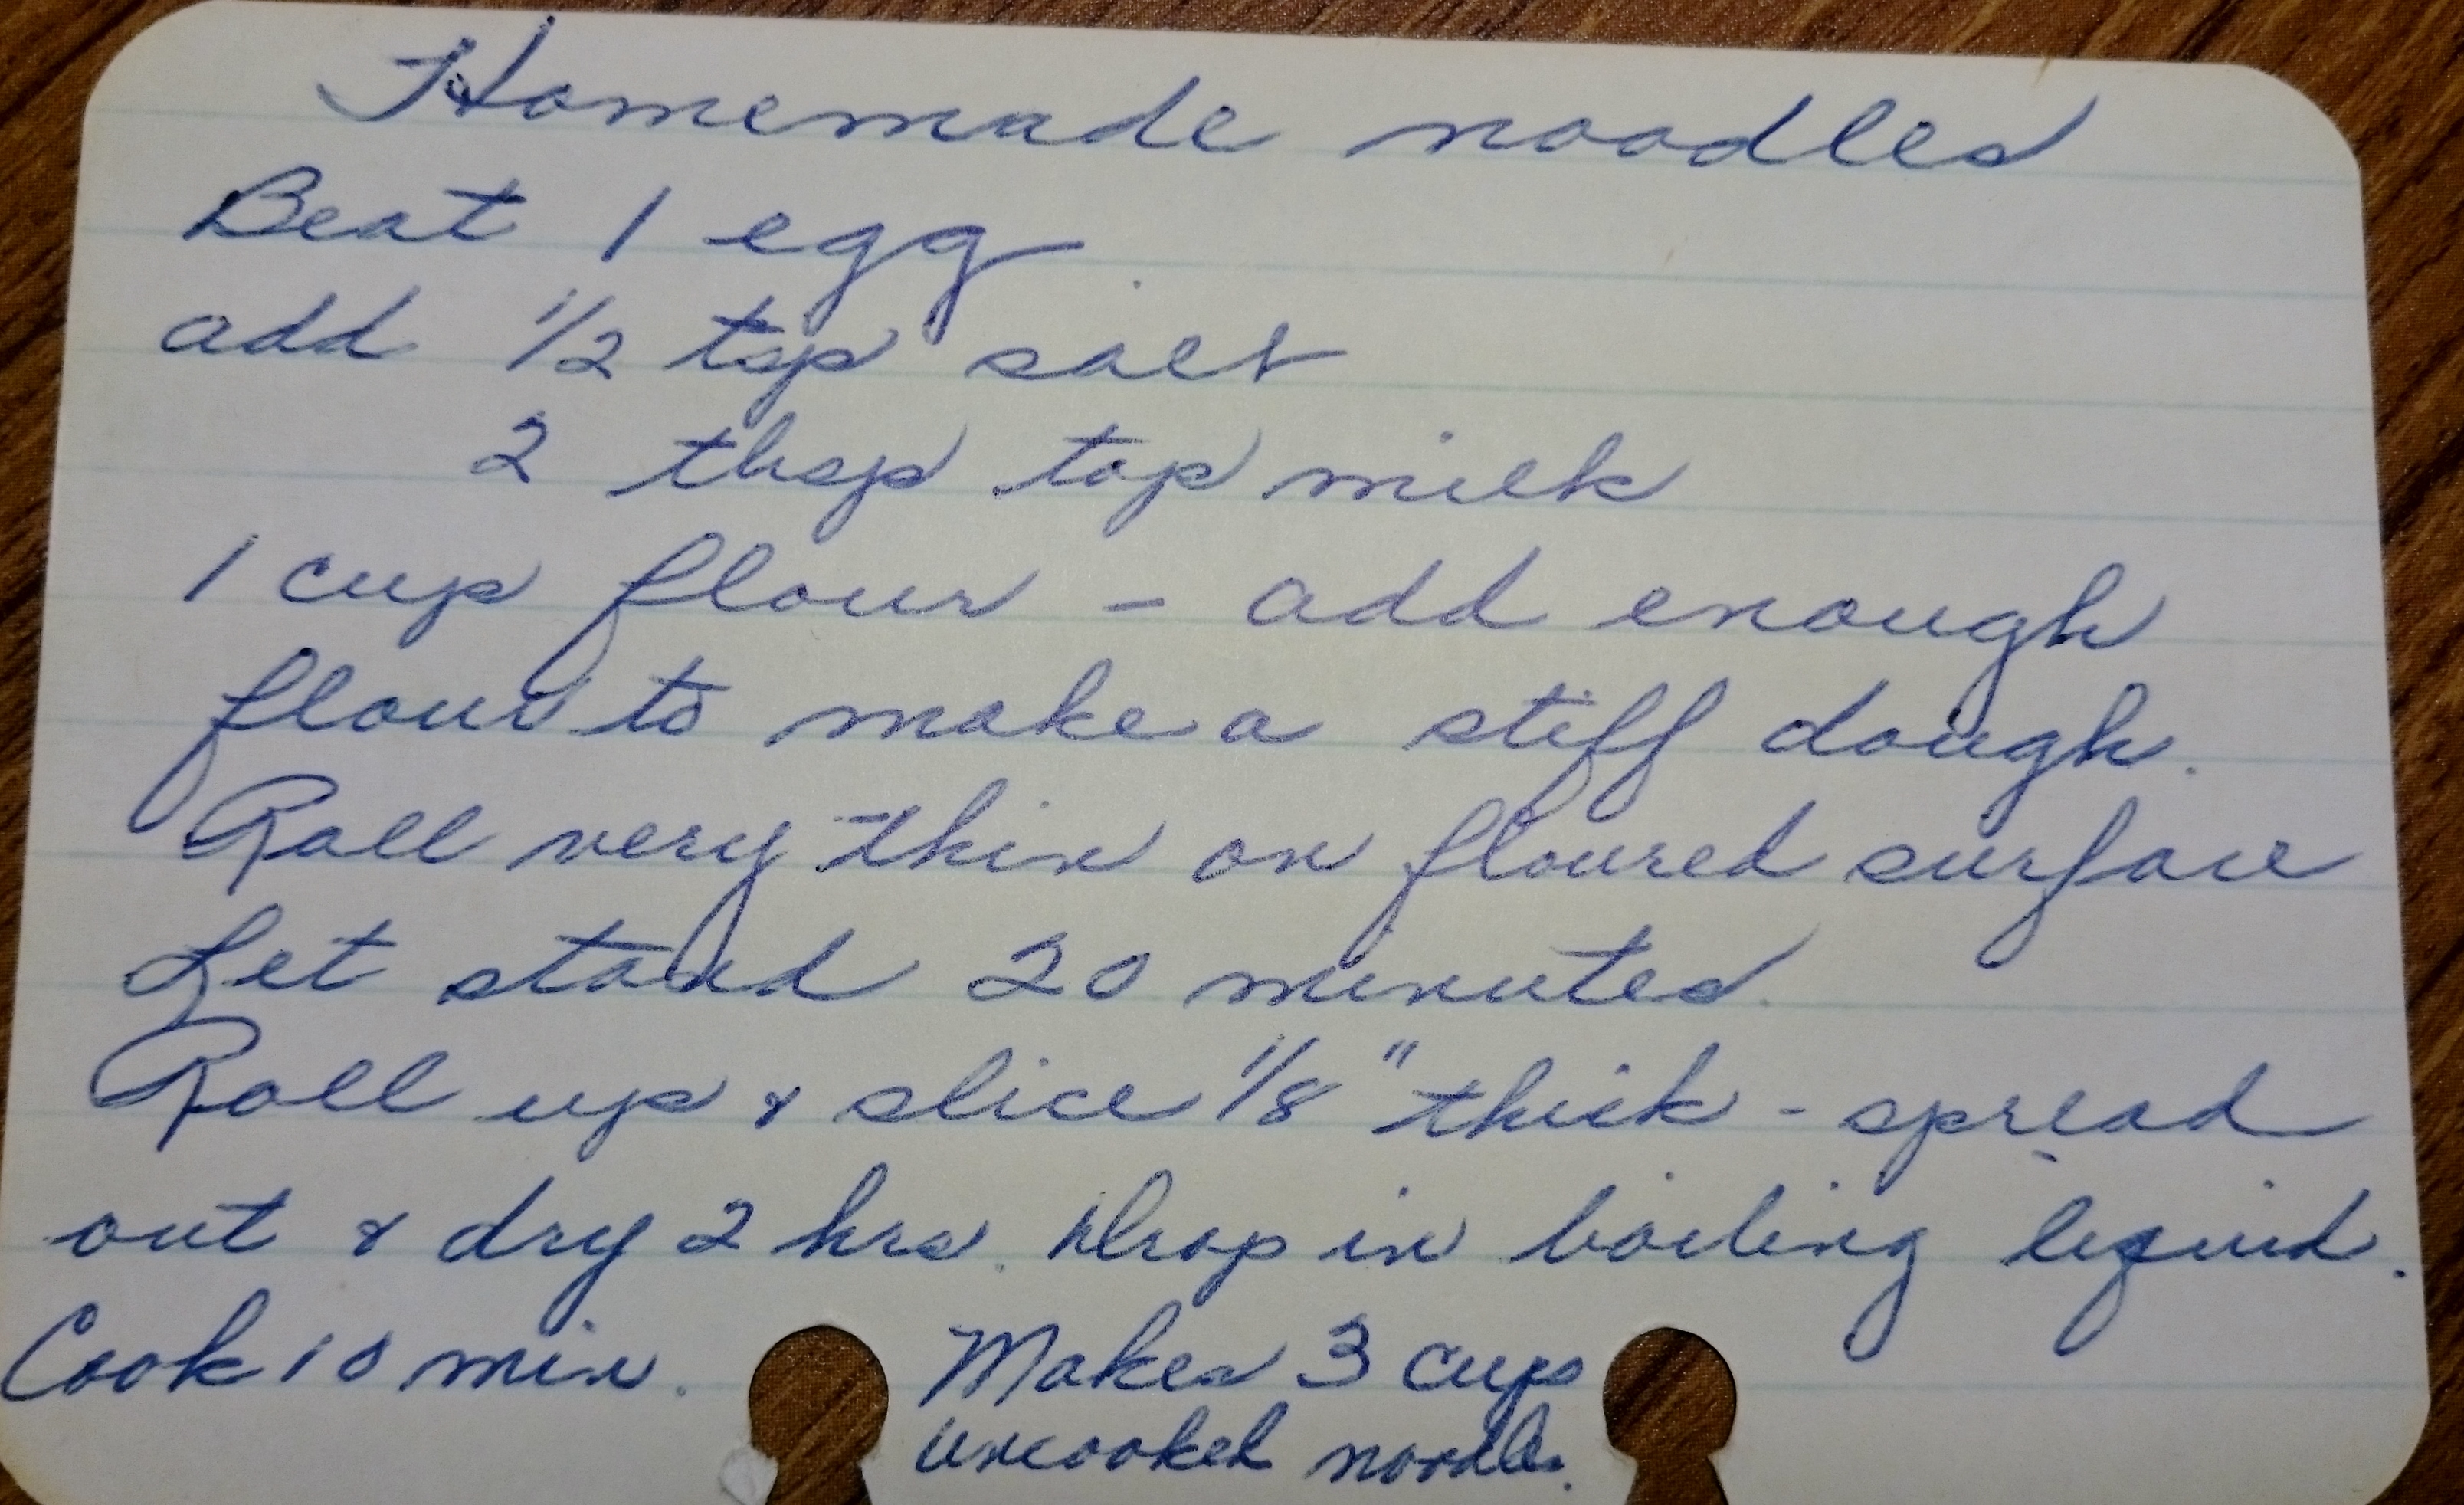 Homemade noodles
Beat 1 egg
add 1/2 tsp salt
2 tbsp top milk
1 cup flour - add enough
flour to make a stiff dough.
Roll very thin on floured surface
Let stand 20 minutes.
Roll up & slice 1/8" thick - spread
out & dry 2 hrs. Drop in boiling liquid.
Cook 10 min. Makes 3 cups
uncooked noodles.